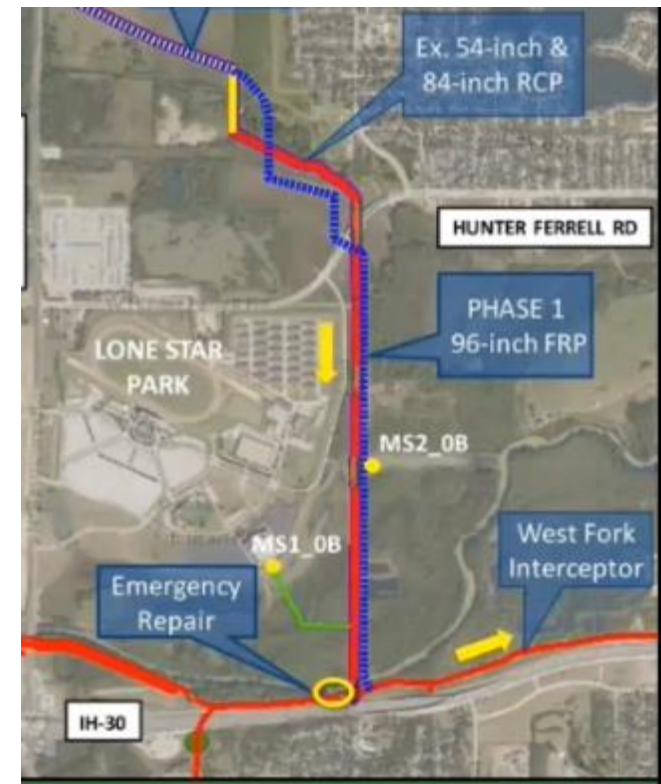 Ex. 54-inch &
84-inch RCP
HUNTER FERRELL RD
PHASE 1
96-inch FRP
LONE STAR
PARK
MS2_0B
MS1_0B
West Fork
Interceptor
Emergency
Repair
IH-30